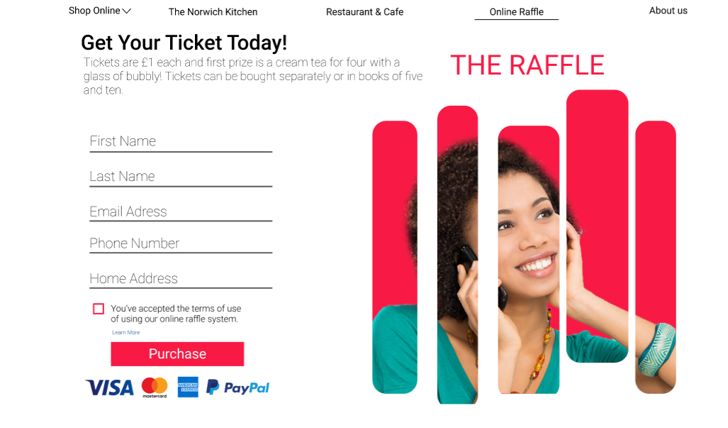 Shop Online
The Norwich Kitchen
Restaurant & Cafe
Online Raffle
About us
Get Your Ticket Today!
Tickets are £1 each and first prize is a cream tea for four with a
glass of bubbly! Tickets can be bought separately or in books of five
and ten.
THE RAFFLE
First Name
Last Name
Email Adress
Phone Number
Home Address
You've accepted the terms of use
of using our online raffle system.
Learn More
Purchase
VISA
mastercard
AMERICAN
EXPRESS
PayPal